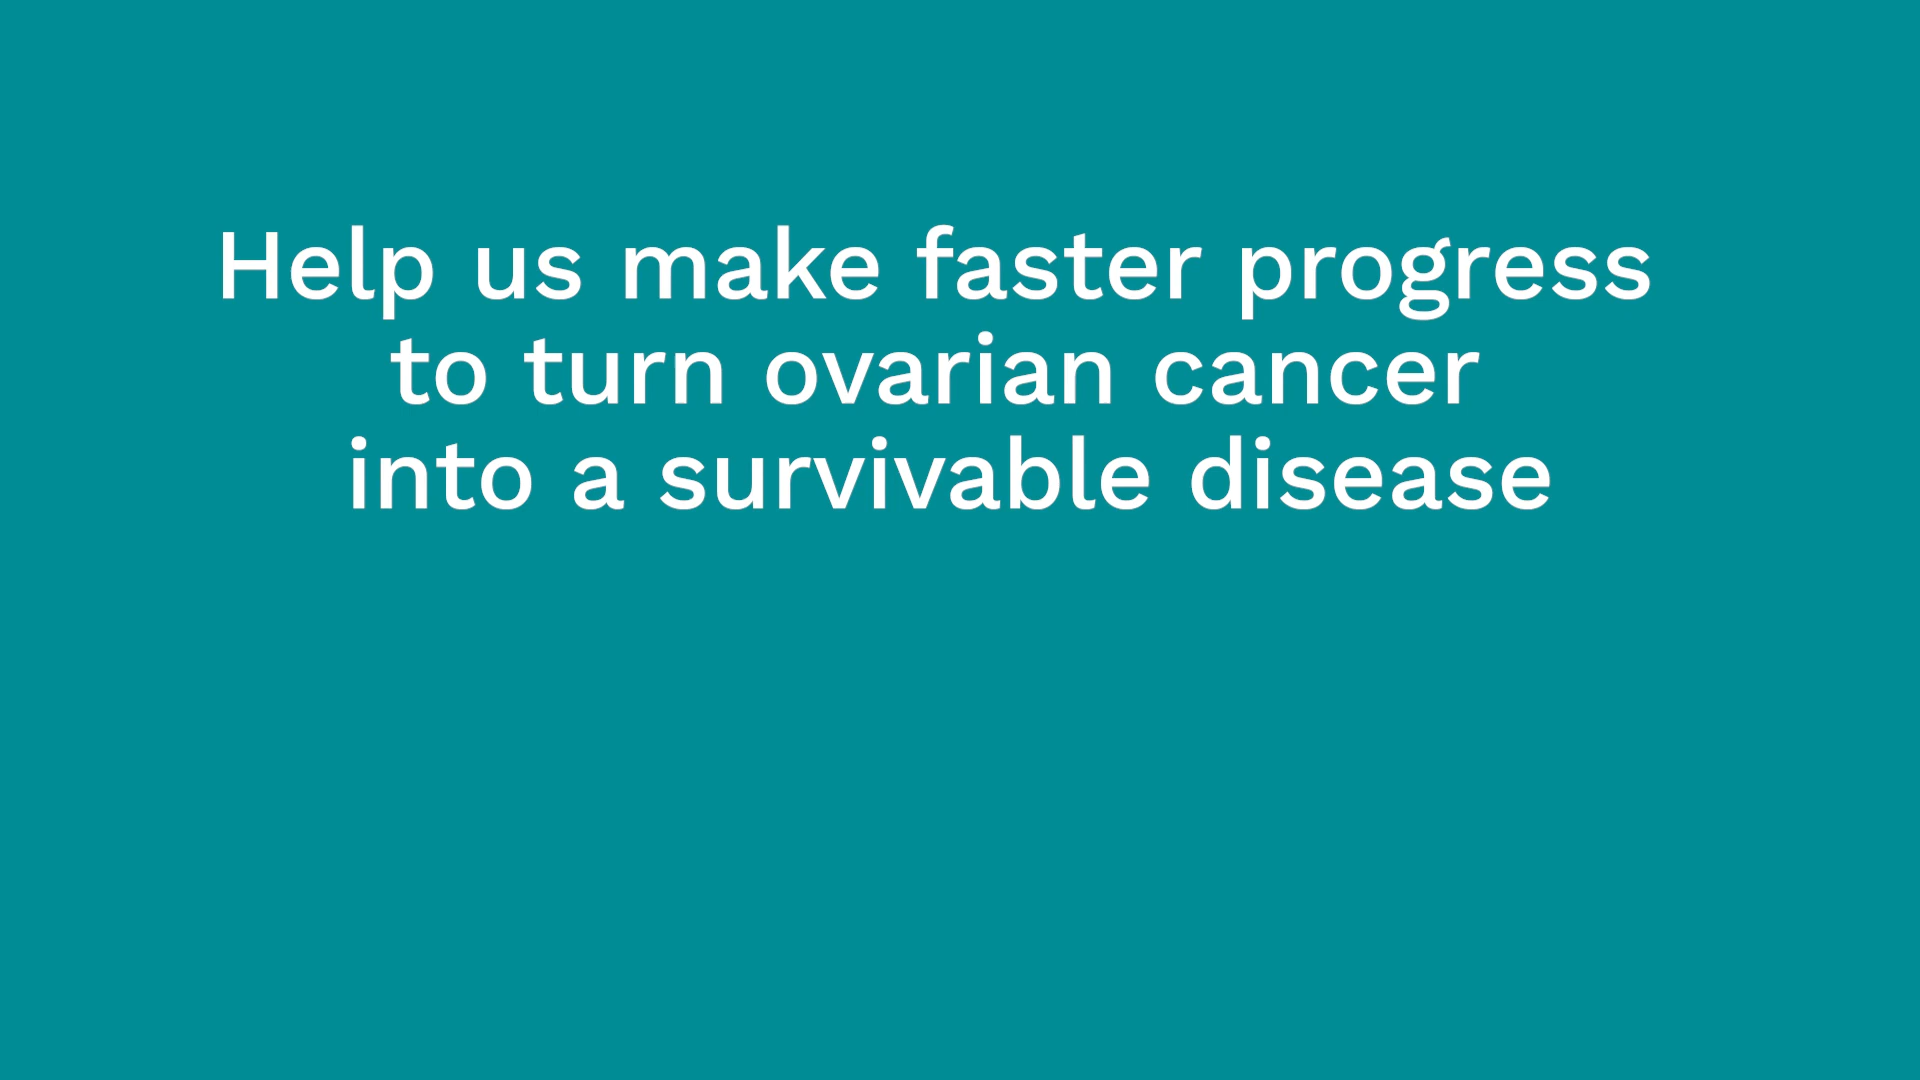 Help us make faster progress
to turn ovarian cancer
into a survivable disease